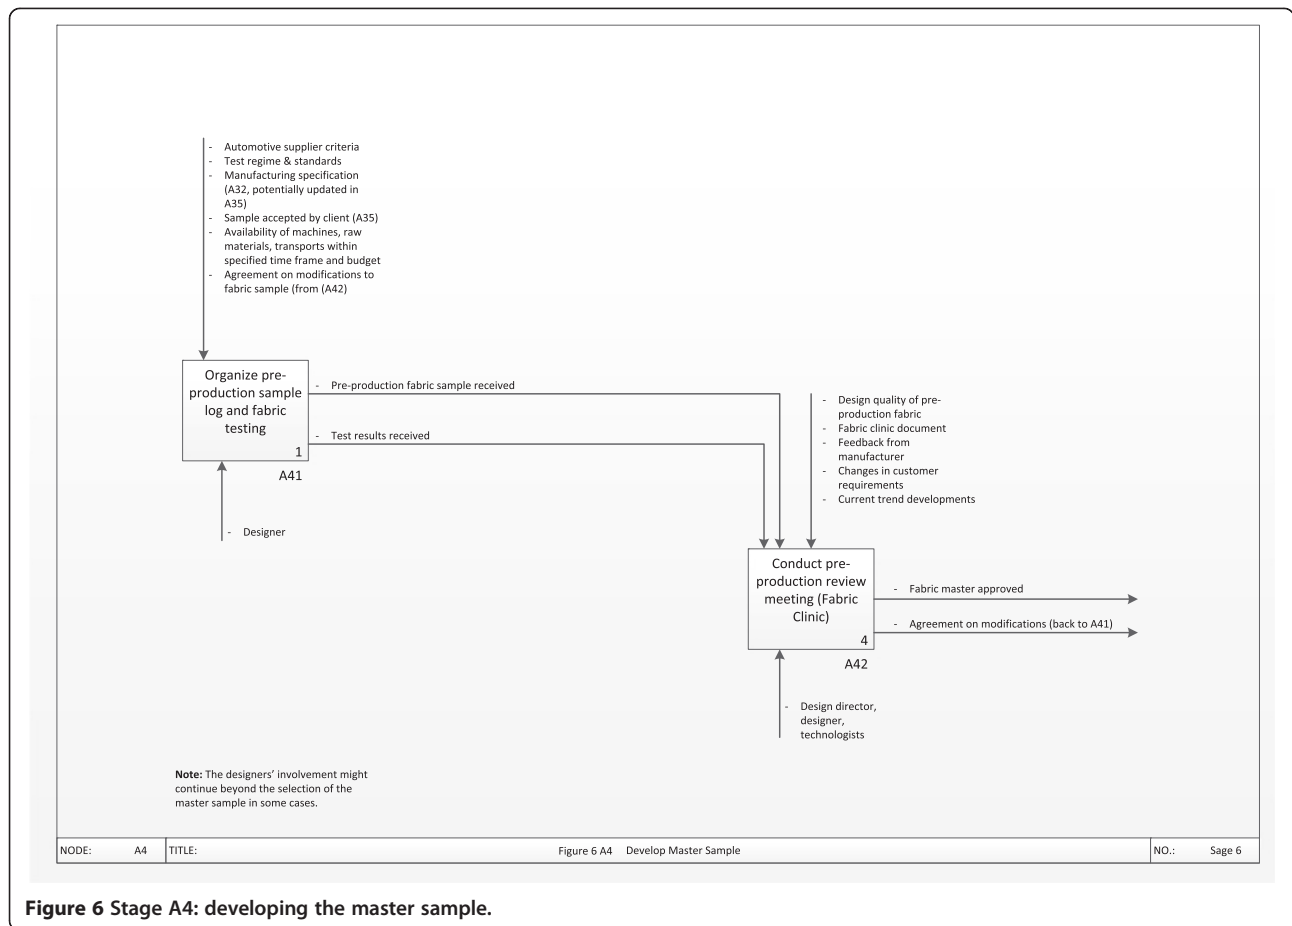 - Automotive supplier criteria
- Test regime & standards
- Manufacturing specification
(A32, potentially updated in
A35)
- Sample accepted by client (A35)
- Availability of machines, raw
materials, transports within
specified time frame and budget
- Agreement on modifications to
fabric sample (from (A42)
Organize pre-
production sample
log and fabric
testing
1
A41
- Pre-production fabric sample received
- Test results received
- Designer
- Design quality of pre-
production fabric
- Fabric clinic document
- Feedback from
manufacturer
- Changes in customer
requirements
- Current trend developments
Conduct pre-
production review
meeting (Fabric
Clinic)
4
A42
- Fabric master approved
- Agreement on modifications (back to A41)
- Design director,
designer,
technologists
Note: The designers’ involvement might
continue beyond the selection of the
master sample in some cases.
NODE: A4 TITLE: Figure 6 A4 Develop Master Sample NO.: Sage 6
Figure 6 Stage A4: developing the master sample.